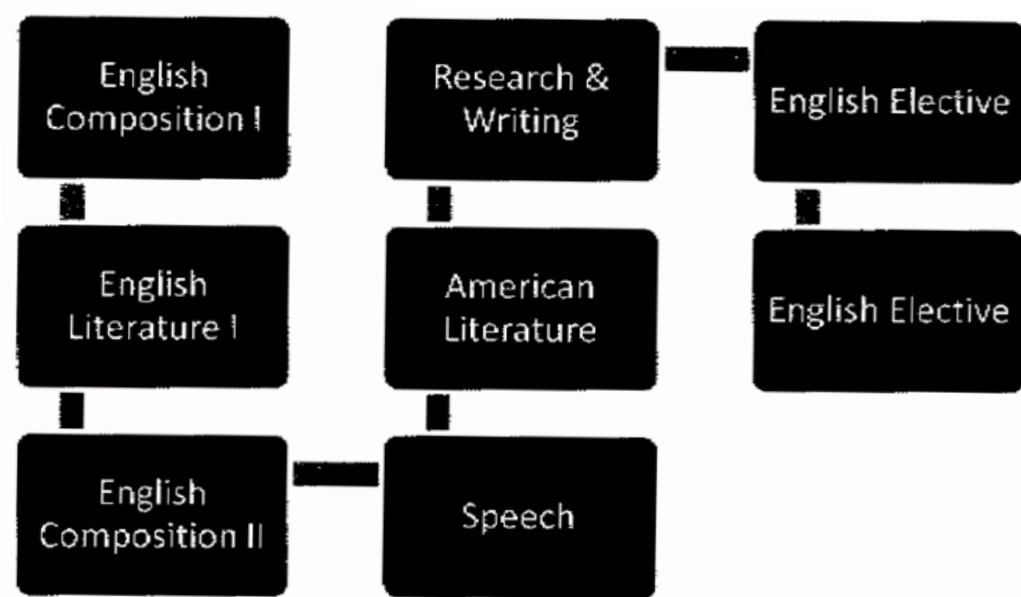 English
Composition I
English
Literature I
English
Composition II
Speech
American
Literature
Research &
Writing
English Elective
English Elective